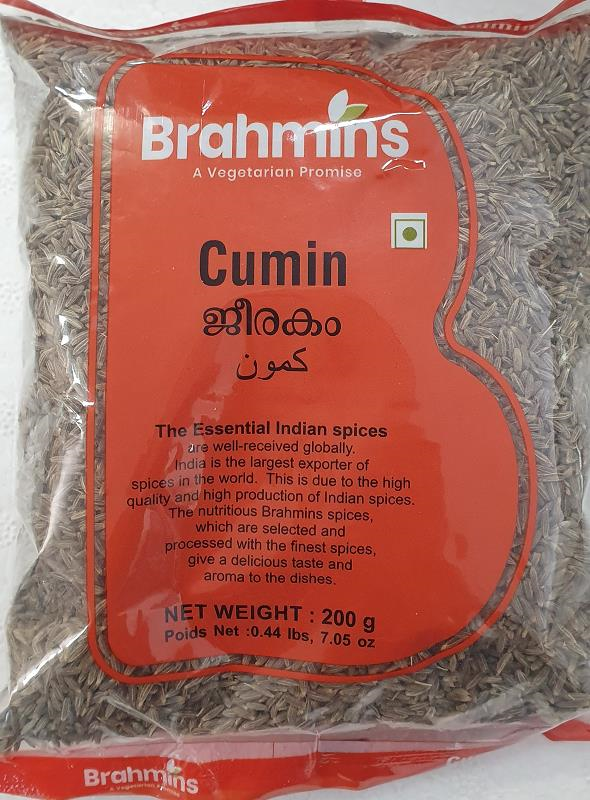 Brahmins
A Vegetarian Promise
Cumin
ജീരകം
كمون
The Essential Indian spices
are well-received globally.
India is the largest exporter of
spices in the world. This is due to the high
quality and high production of Indian spices.
The nutritious Brahmins spices,
which are selected and
processed with the finest spices,
give a delicious taste and
aroma to the dishes.
NET WEIGHT : 200 g
Poids Net :0.44 lbs, 7.05 oz
Brahmins
A Vegetarian Promise